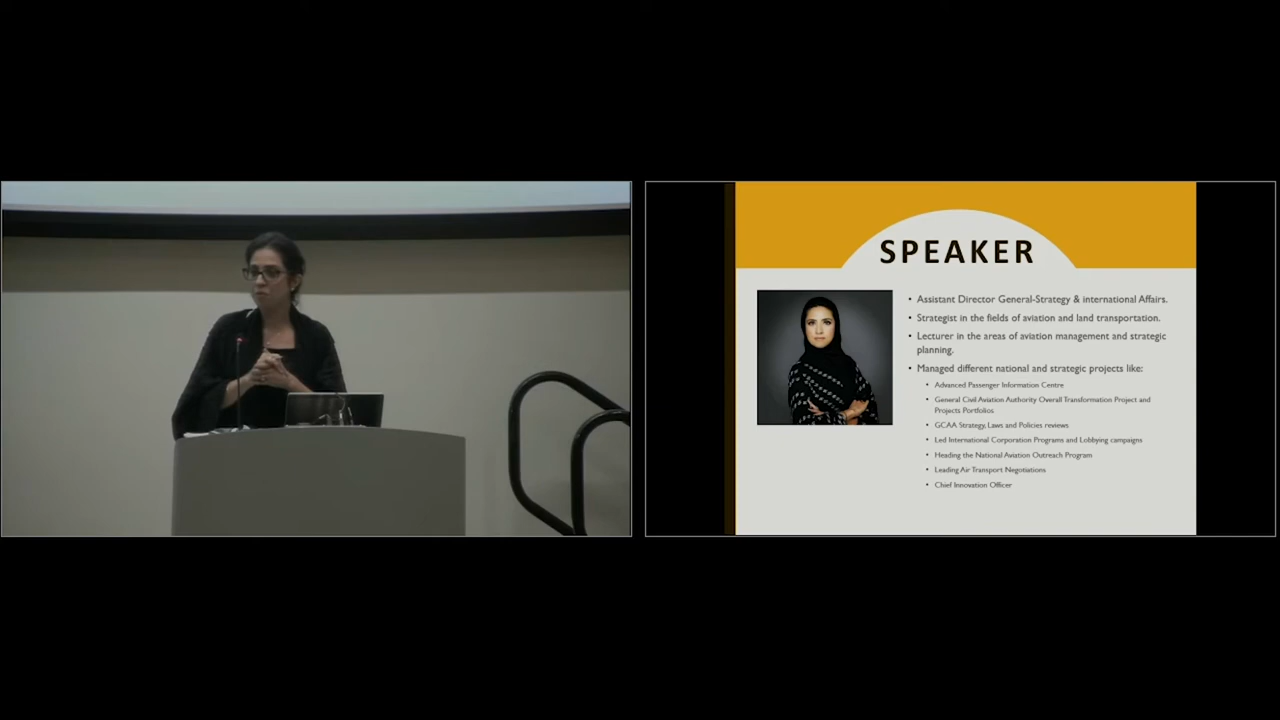 SPEAKER
• Assistant Director General-Strategy & international Affairs.
• Strategist in the fields of aviation and land transportation.
• Lecturer in the areas of aviation management and strategic
planning.
• Managed different national and strategic projects like:
• Advanced Passenger Information Centre
• General Civil Aviation Authority Overall Transformation Project and
Projects Portfolios
• GCAA Strategy, Laws and Policies reviews
• Led International Corporation Programs and Lobbying campaigns
• Heading the National Aviation Outreach Program
• Leading Air Transport Negotiations
• Chief Innovation Officer